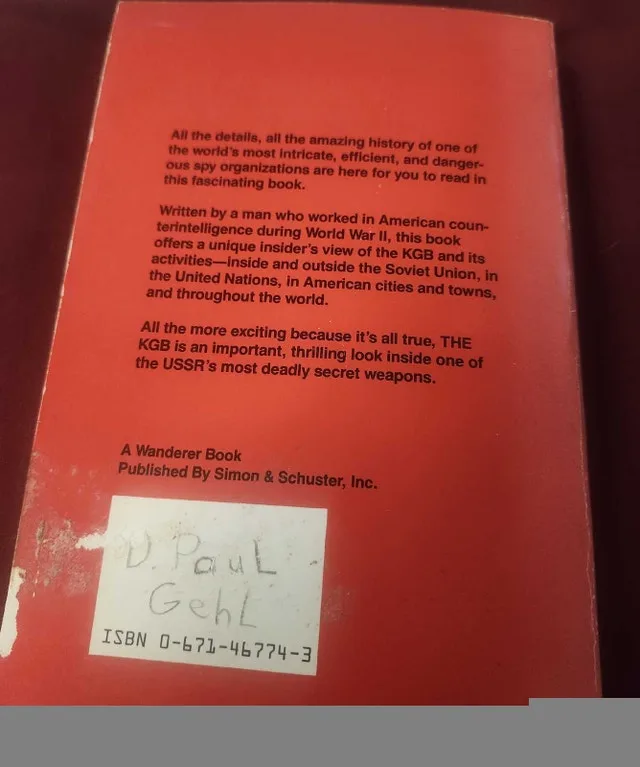 All the details, all the amazing history of one of
the world's most intricate, efficient, and danger-
ous spy organizations are here for you to read in
this fascinating book.
Written by a man who worked in American coun-
terintelligence during World War II, this book
offers a unique insider's view of the KGB and its
activities—inside and outside the Soviet Union, in
the United Nations, in American cities and towns,
and throughout the world.
All the more exciting because it's all true, THE
KGB is an important, thrilling look inside one of
the USSR's most deadly secret weapons.
A Wanderer Book
Published By Simon & Schuster, Inc.
D. Paul
Gehl
ISBN 0-671-46774-3